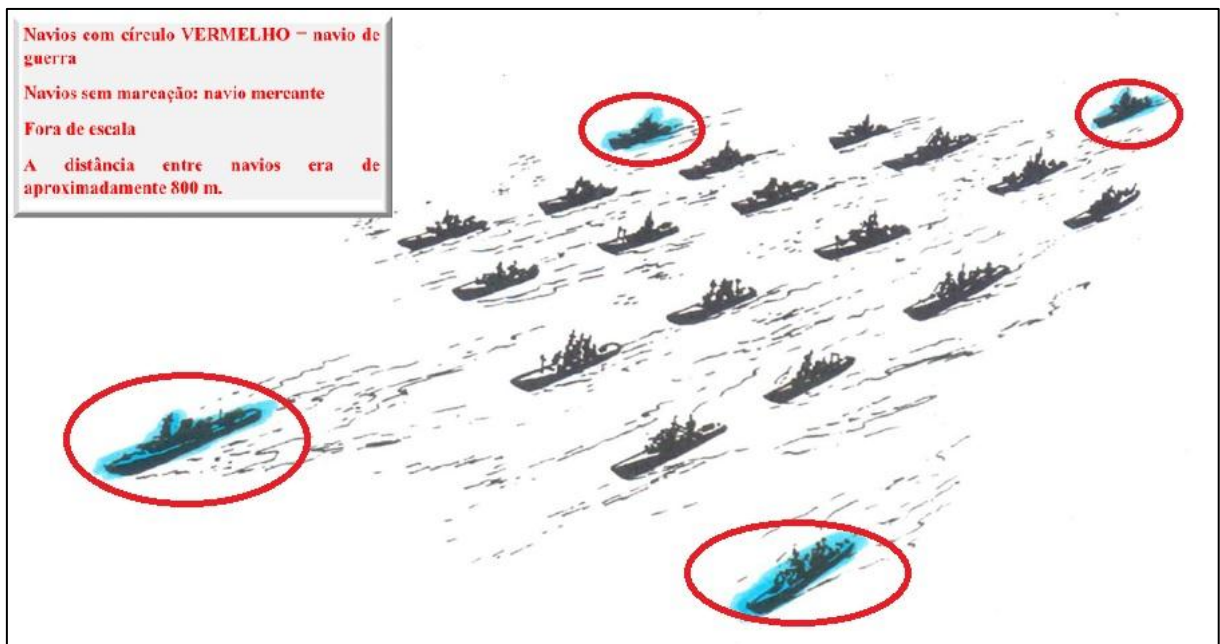 Navios com círculo VERMELHO = navio de
guerra
Navios sem marcação: navio mercante
Fora de escala
A distância entre navios era de
aproximadamente 800 m.